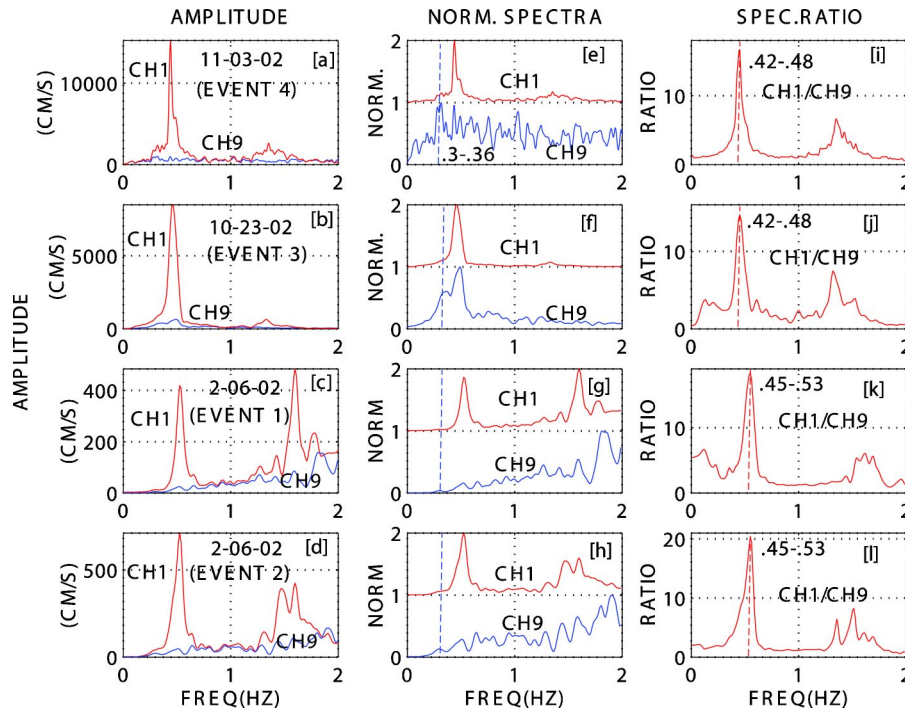 AMPLITUDE NORM. SPECTRA SPEC.RATIO
AMPLITUDE
(CM/S)
10000
0
CH1
11-03-02
(EVENT 4)
[a]
CH9
0 1 2
NORM.
2
1
0
[e]
CH1
.3-.36
CH9
0 1 2
RATIO
10
0
[i]
.42-.48
CH1/CH9
0 1 2
(CM/S)
5000
0
CH1
10-23-02
(EVENT 3)
[b]
CH9
0 1 2
NORM.
2
1
0
[f]
CH1
CH9
0 1 2
RATIO
10
0
[j]
.42-.48
CH1/CH9
0 1 2
(CM/S)
400
200
0
CH1
2-06-02
(EVENT 1)
[c]
CH9
0 1 2
NORM
2
1
0
[g]
CH1
CH9
0 1 2
RATIO
10
0
[k]
.45-.53
CH1/CH9
0 1 2
(CM/S)
500
0
CH1
2-06-02
(EVENT 2)
[d]
CH9
0 1 2
FREQ(HZ)
NORM
2
1
0
[h]
CH1
CH9
0 1 2
FREQ(HZ)
RATIO
20
10
0
[l]
.45-.53
CH1/CH9
0 1 2
FREQ(HZ)